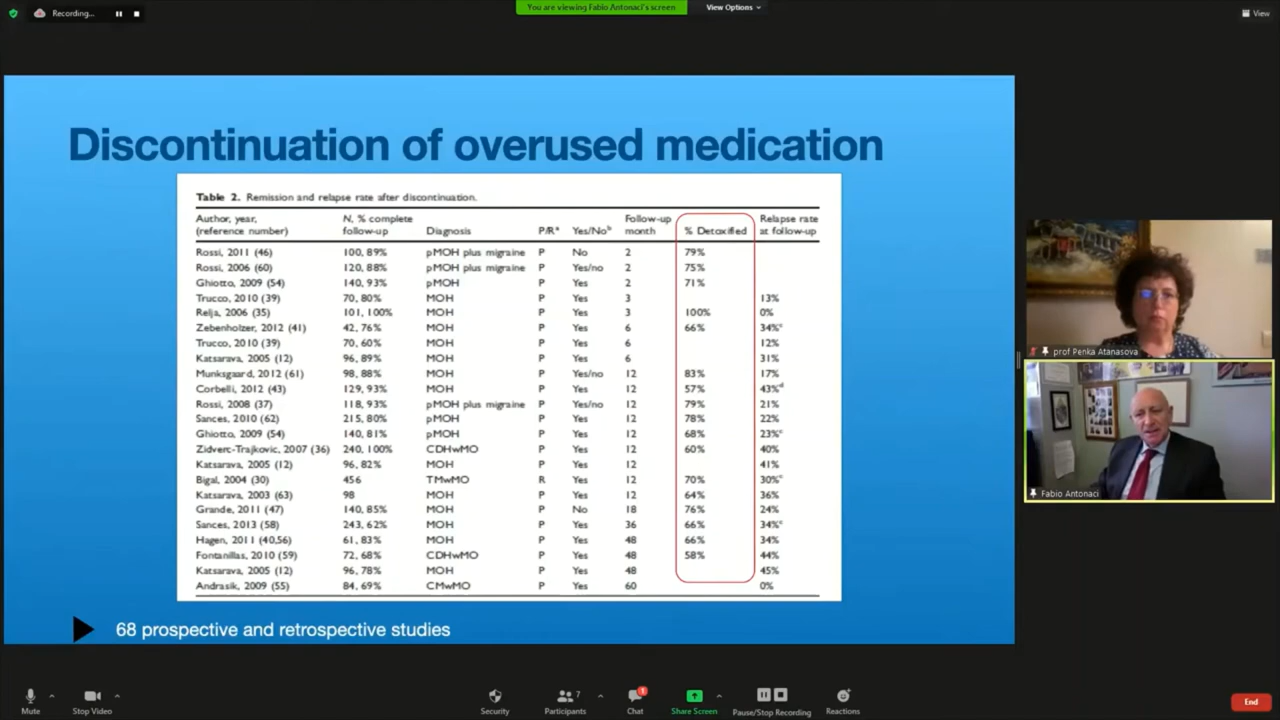 Recording...
You are viewing Fabio Antonaci's screen
View Options
View
Discontinuation of overused medication
Table 2. Remission and relapse rate after discontinuation.
Author, year, (reference number) N, % complete follow-up Diagnosis P/Rᵃ Yes/Noᵇ Follow-up month % Detoxified Relapse rate at follow-up
Rossi, 2011 (46) 100, 89% pMOH plus migraine P No 2 79%
Rossi, 2006 (60) 120, 88% pMOH plus migraine P Yes/no 2 75%
Ghiotto, 2009 (54) 140, 93% pMOH P Yes 2 71%
Trucco, 2010 (39) 70, 80% MOH P Yes 3 13%
Relja, 2006 (35) 101, 100% MOH P Yes 3 100% 0%
Zebenholzer, 2012 (41) 42, 76% MOH P Yes 6 66% 34%ᶜ
Trucco, 2010 (39) 70, 60% MOH P Yes 6 12%
Katsarava, 2005 (12) 96, 89% MOH P Yes 6 31%
Munksgaard, 2012 (61) 98, 88% MOH P Yes/no 12 83% 17%
Corbelli, 2012 (43) 129, 93% MOH P Yes 12 57% 43%ᵈ
Rossi, 2008 (37) 118, 93% pMOH plus migraine P Yes/no 12 79% 21%
Sances, 2010 (62) 215, 80% pMOH P Yes 12 78% 22%
Ghiotto, 2009 (54) 140, 81% pMOH P Yes 12 68% 23%ᶜ
Zidverc-Trajkovic, 2007 (36) 240, 100% CDHwMO P Yes 12 60% 40%
Katsarava, 2005 (12) 96, 82% MOH P Yes 12 41%
Bigal, 2004 (30) 456 TMwMO R Yes 12 70% 30%ᶜ
Katsarava, 2003 (63) 98 MOH P Yes 12 64% 36%
Grande, 2011 (47) 140, 85% MOH P No 18 76% 24%
Sances, 2013 (58) 243, 62% MOH P Yes 36 66% 34%ᶜ
Hagen, 2011 (40,56) 61, 83% MOH P Yes 48 66% 34%
Fontanillas, 2010 (59) 72, 68% CDHwMO P Yes 48 58% 44%
Katsarava, 2005 (12) 96, 78% MOH P Yes 48 45%
Andrasik, 2009 (55) 84, 69% CMwMO P Yes 60 0%
68 prospective and retrospective studies
prof Penka Atanasova
Fabio Antonaci
Mute
Stop Video
Security
Participants 7
Chat 1
Share Screen
Pause/Stop Recording
Reactions
End